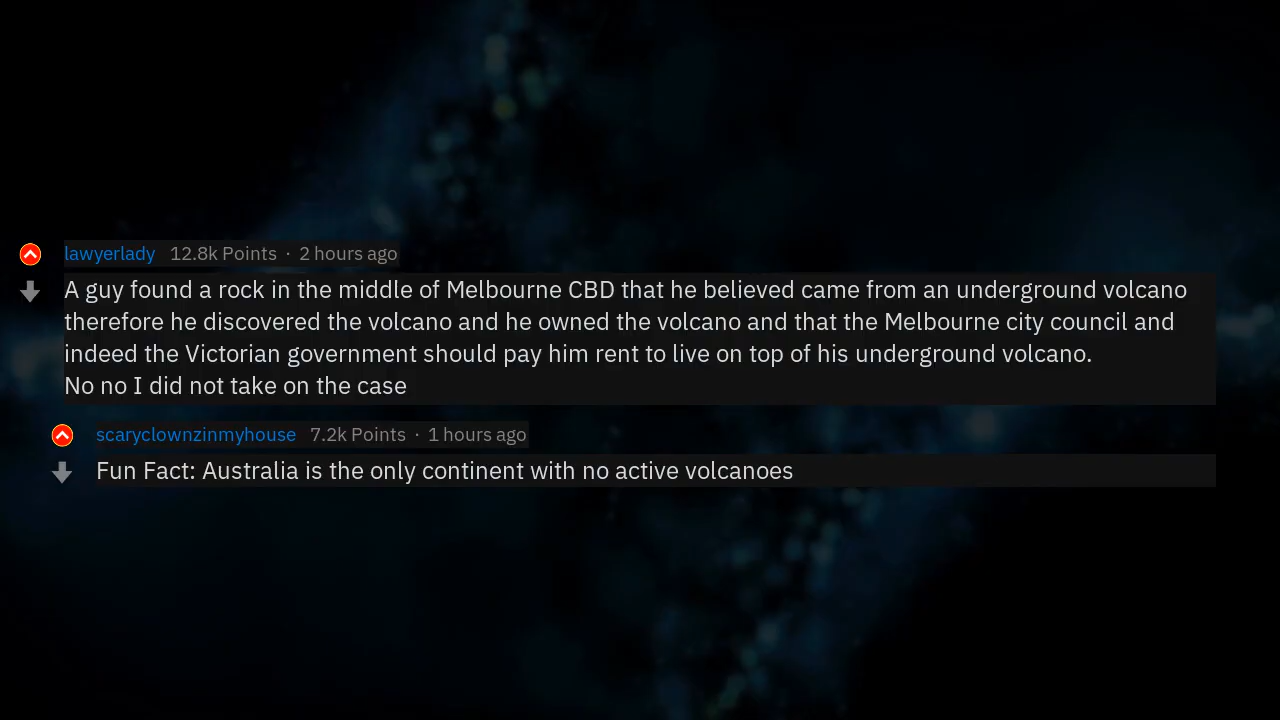 lawyerlady 12.8k Points · 2 hours ago
A guy found a rock in the middle of Melbourne CBD that he believed came from an underground volcano
therefore he discovered the volcano and he owned the volcano and that the Melbourne city council and
indeed the Victorian government should pay him rent to live on top of his underground volcano.
No no I did not take on the case
scaryclownzinmyhouse 7.2k Points · 1 hours ago
Fun Fact: Australia is the only continent with no active volcanoes